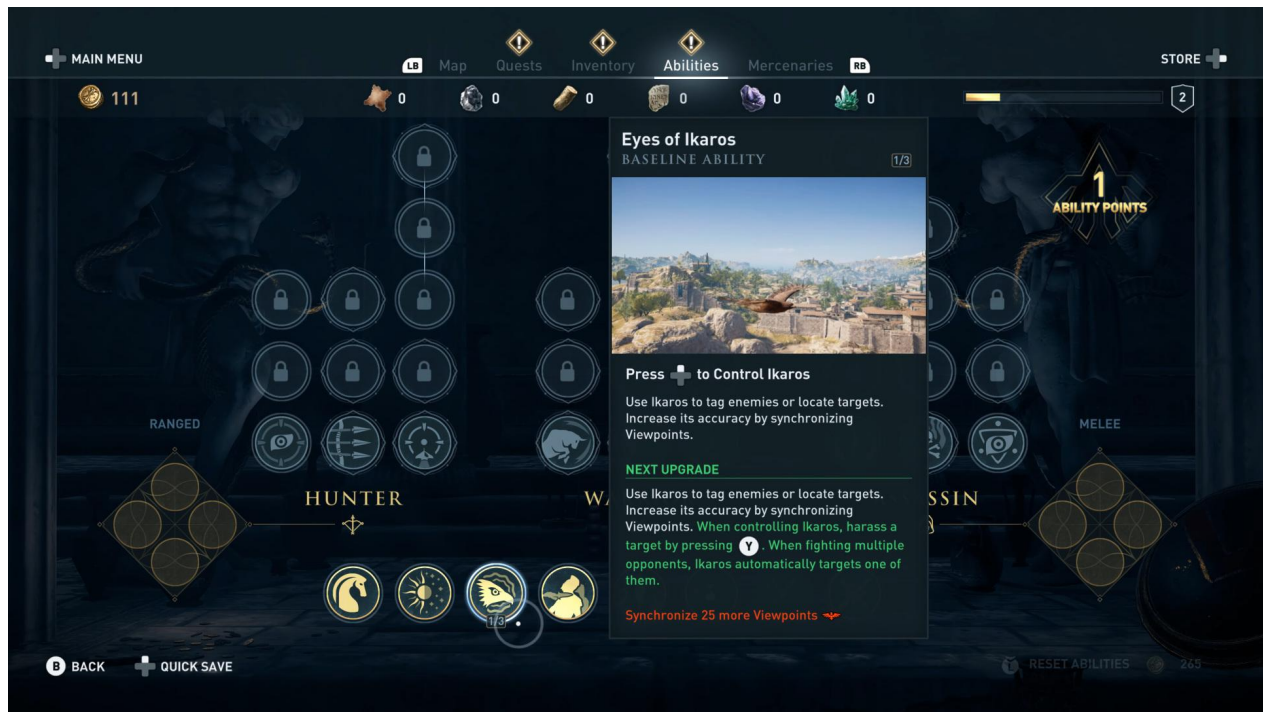 MAIN MENU
LB Map Quests Inventory Abilities Mercenaries RB
STORE
111
0 0 0 0 0 0
2
Eyes of Ikaros
BASELINE ABILITY
1/3
1
ABILITY POINTS
Press to Control Ikaros
Use Ikaros to tag enemies or locate targets.
Increase its accuracy by synchronizing
Viewpoints.
NEXT UPGRADE
Use Ikaros to tag enemies or locate targets.
Increase its accuracy by synchronizing
Viewpoints. When controlling Ikaros, harass a
target by pressing Y . When fighting multiple
opponents, Ikaros automatically targets one of
them.
Synchronize 25 more Viewpoints
RANGED
MELEE
HUNTER
WA
SSIN
1/3
B BACK
QUICK SAVE
Y RESET ABILITIES 265